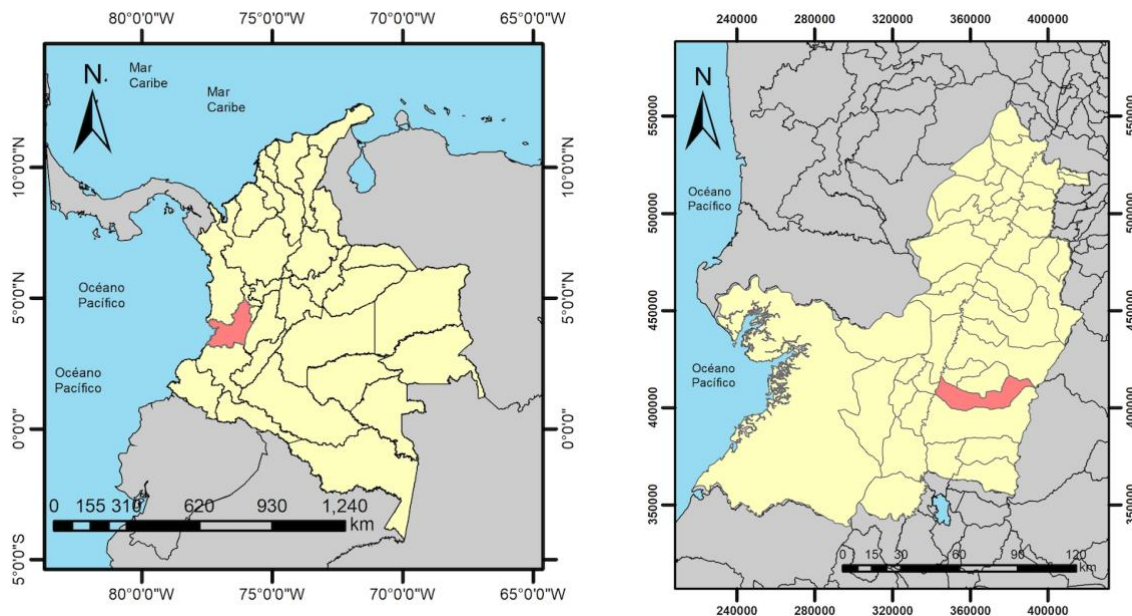 80°0'0"W
75°0'0"W
70°0'0"W
65°0'0"W
N
Mar
Caribe
Mar
Caribe
10°0'0"N
10°0'0"N
Océano
Pacífico
5°0'0"N
5°0'0"N
Océano
Pacífico
0°0'0"
0°0'0"
0 155 310 620 930 1,240
km
5°0'0"S
5°0'0"S
80°0'0"W
75°0'0"W
70°0'0"W
65°0'0"W
240000
280000
320000
360000
400000
N
550000
550000
Océano
Pacífico
500000
500000
450000
450000
Océano
Pacífico
400000
400000
350000
350000
0 15 30 60 90 120
km
240000
280000
320000
360000
400000